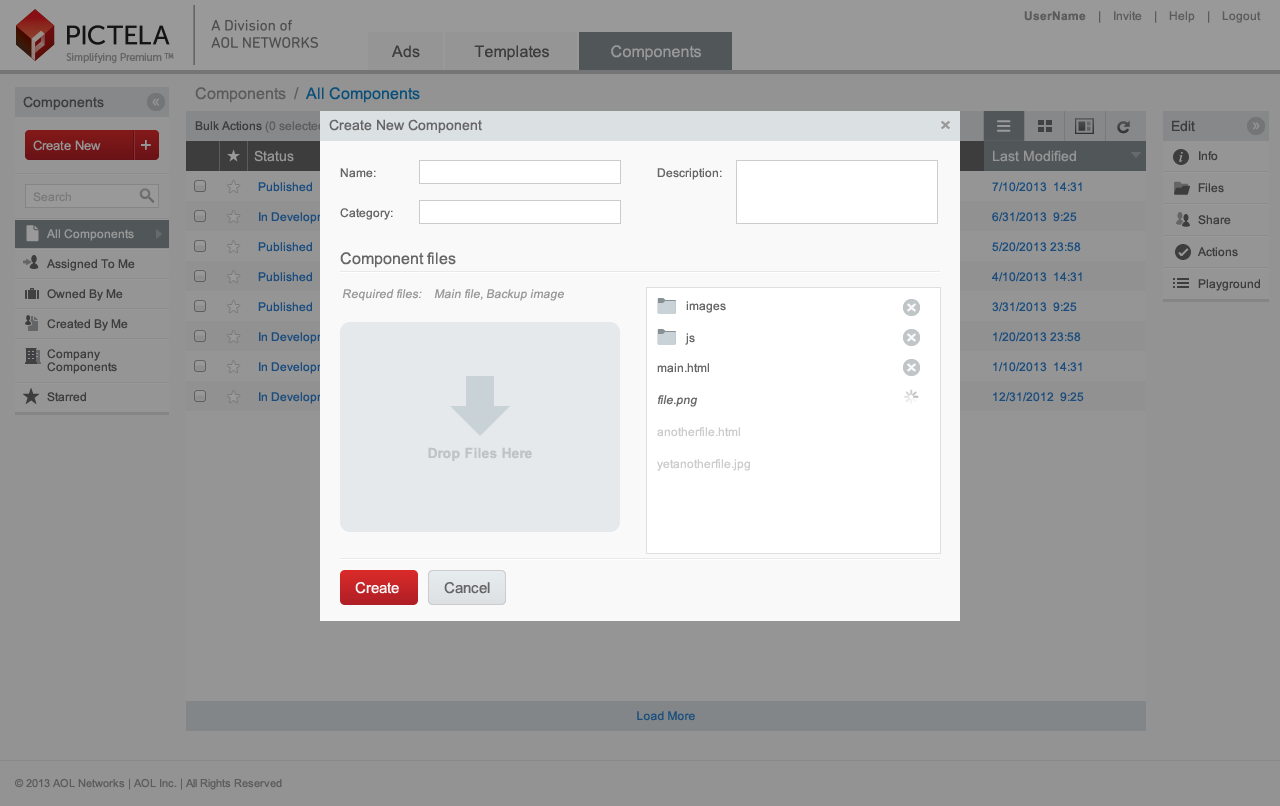 PICTELA
Simplifying Premium ™
A Division of
AOL NETWORKS
UserName | Invite | Help | Logout
Ads
Templates
Components
Components
Create New
Search
All Components
Assigned To Me
Owned By Me
Created By Me
Company
Components
Starred
Components / All Components
Bulk Actions (0 selecte
Status
Last Modified
Published
7/10/2013 14:31
In Developr
6/31/2013 9:25
Published
5/20/2013 23:58
Published
4/10/2013 14:31
Published
3/31/2013 9:25
In Developr
1/20/2013 23:58
In Developr
1/10/2013 14:31
In Developr
12/31/2012 9:25
Create New Component
Name:
Description:
Category:
Component files
Required files: Main file, Backup image
Drop Files Here
images
js
main.html
file.png
anotherfile.html
yetanotherfile.jpg
Create
Cancel
Load More
Edit
Info
Files
Share
Actions
Playground
© 2013 AOL Networks | AOL Inc. | All Rights Reserved